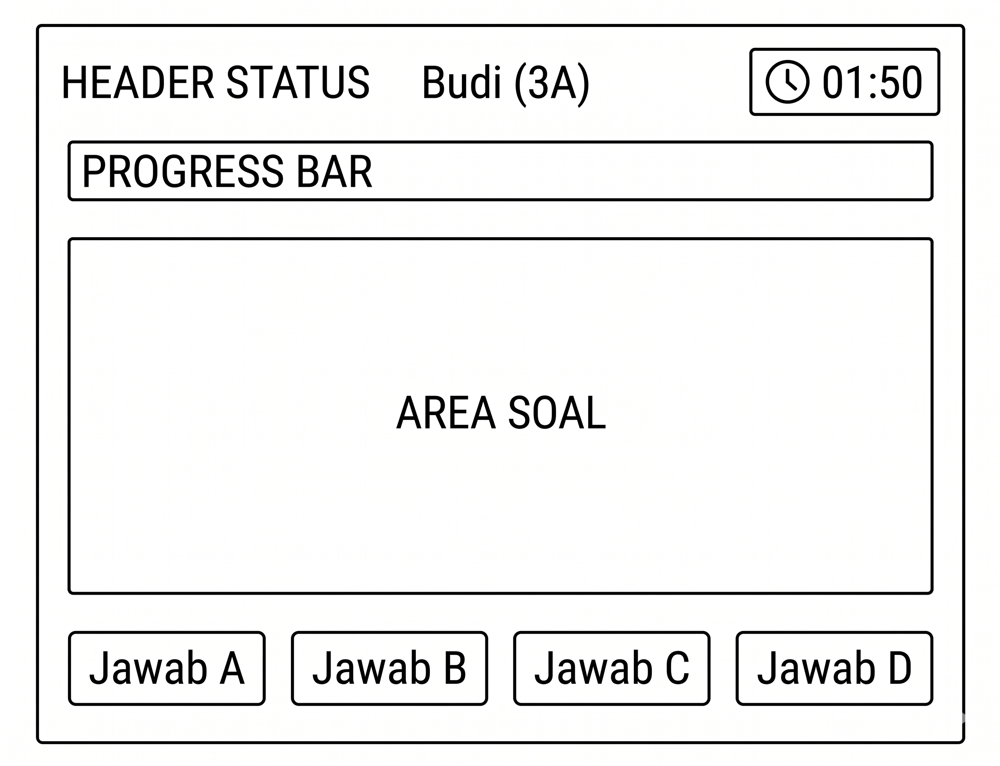 HEADER STATUS Budi (3A) 01:50
PROGRESS BAR
AREA SOAL
Jawab A Jawab B Jawab C Jawab D